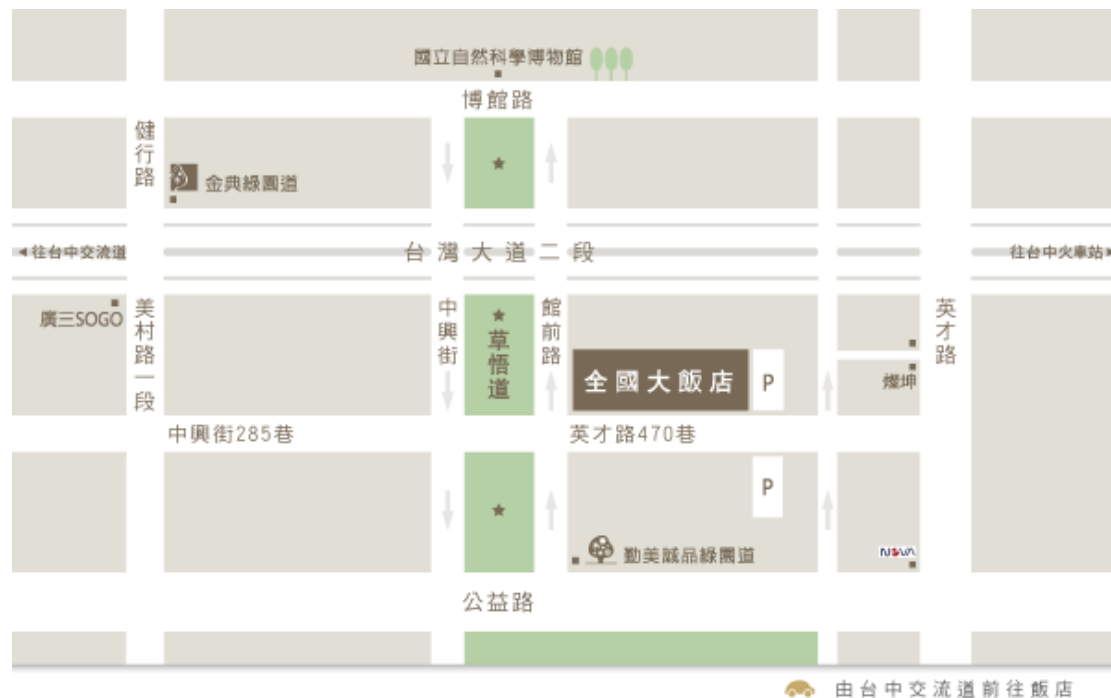 國立自然科學博物館
博館路
健行路
金典綠園道
往台中交流道
台灣大道二段
往台中火車站
廣三SOGO
美村路一段
中興街
草悟道
館前路
全國大飯店
P
英才路
燦坤
中興街285巷
英才路470巷
P
勤美誠品綠園道
NOVA
公益路
由台中交流道前往飯店